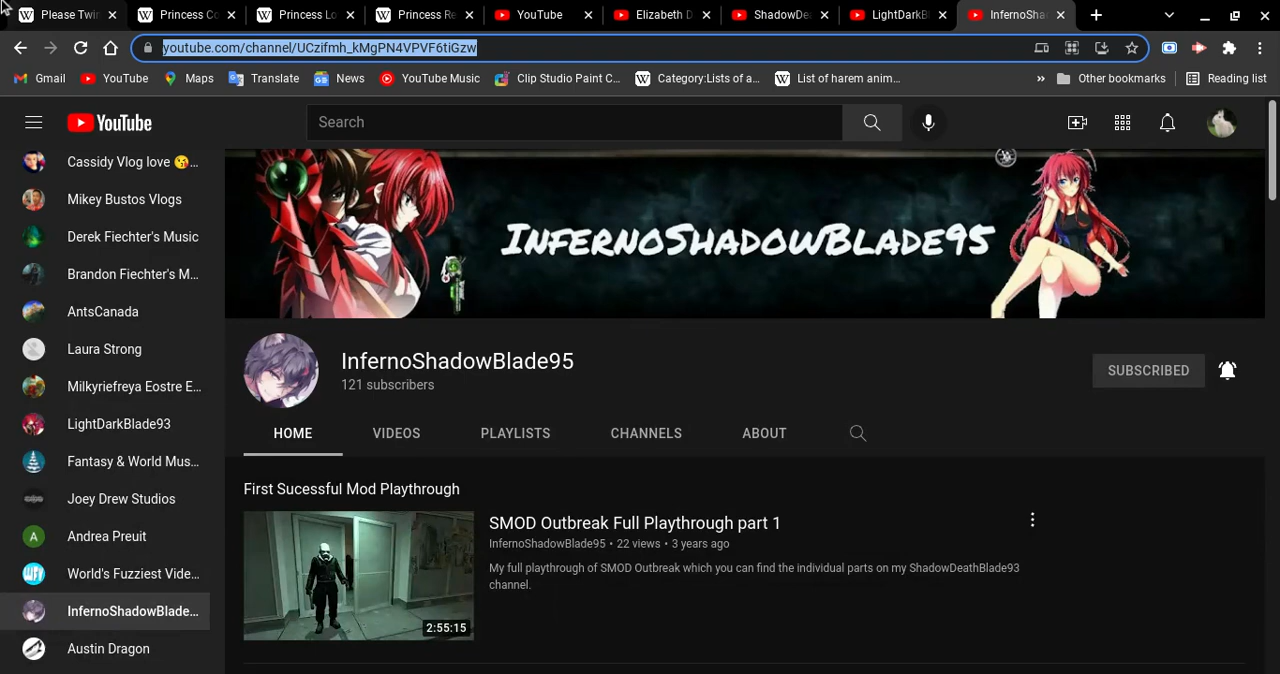 Please Twin
Princess Co
Princess Lo
Princess Re
YouTube
Elizabeth D
ShadowDea
LightDarkB
InfernoSha
youtube.com/channel/UCzifmh_kMgPN4VPVF6tiGzw
Gmail
YouTube
Maps
Translate
News
YouTube Music
Clip Studio Paint C...
Category:Lists of a...
List of harem anim...
»
Other bookmarks
Reading list
YouTube
Search
Cassidy Vlog love 😘...
Mikey Bustos Vlogs
Derek Fiechter's Music
Brandon Fiechter's M...
AntsCanada
Laura Strong
Milkyriefreya Eostre E...
LightDarkBlade93
Fantasy & World Mus...
Joey Drew Studios
Andrea Preuit
World's Fuzziest Vide...
InfernoShadowBlade...
Austin Dragon
InfernoShadowBlade95
InfernoShadowBlade95
121 subscribers
SUBSCRIBED
HOME
VIDEOS
PLAYLISTS
CHANNELS
ABOUT
First Sucessful Mod Playthrough
SMOD Outbreak Full Playthrough part 1
InfernoShadowBlade95 • 22 views • 3 years ago
My full playthrough of SMOD Outbreak which you can find the individual parts on my ShadowDeathBlade93
channel.
2:55:15